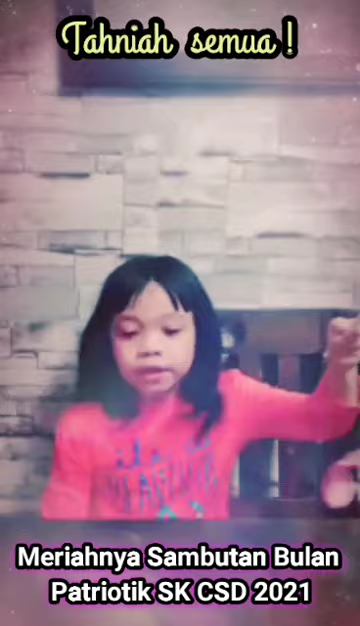 Tahniah semua !
Meriahnya Sambutan Bulan
Patriotik SK CSD 2021